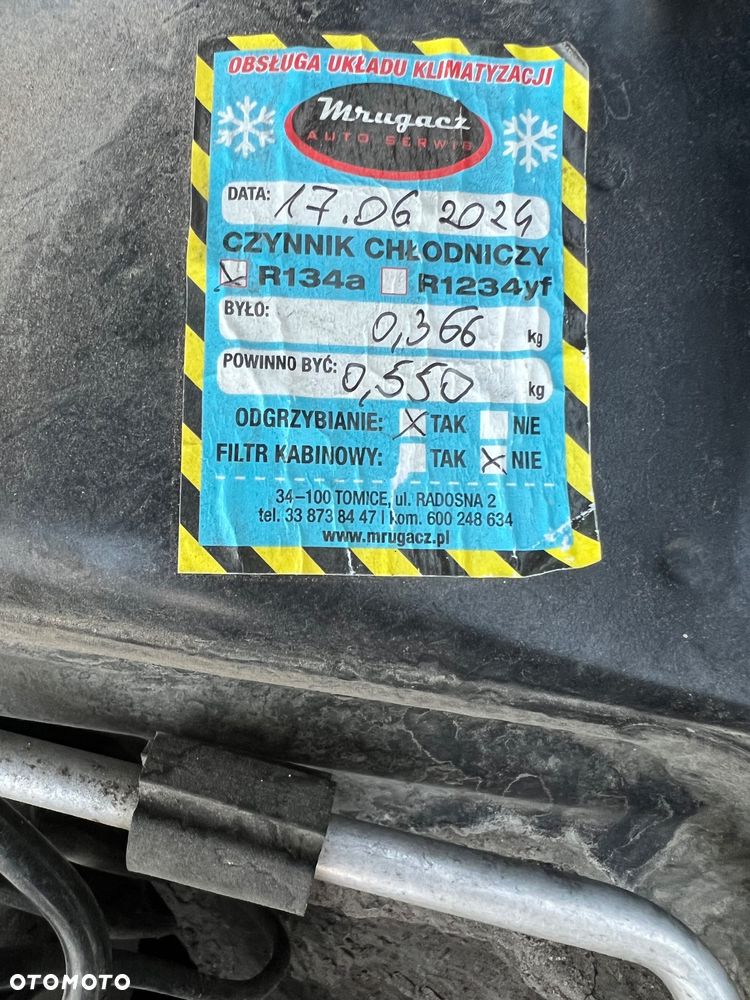 OBSŁUGA UKŁADU KLIMATYZACJI
Mrugacz
AUTO SERWIS
DATA: 17.06 2024
CZYNNIK CHŁODNICZY
R134a R1234yf
BYŁO: 0,366 kg
POWINNO BYĆ: 0,550 kg
ODGRZYBIANIE: TAK NIE
FILTR KABINOWY: TAK NIE
34-100 TOMICE, ul. RADOSNA 2
tel. 33 873 84 47 | kom. 600 248 634
www.mrugacz.pl
OTOMOTO